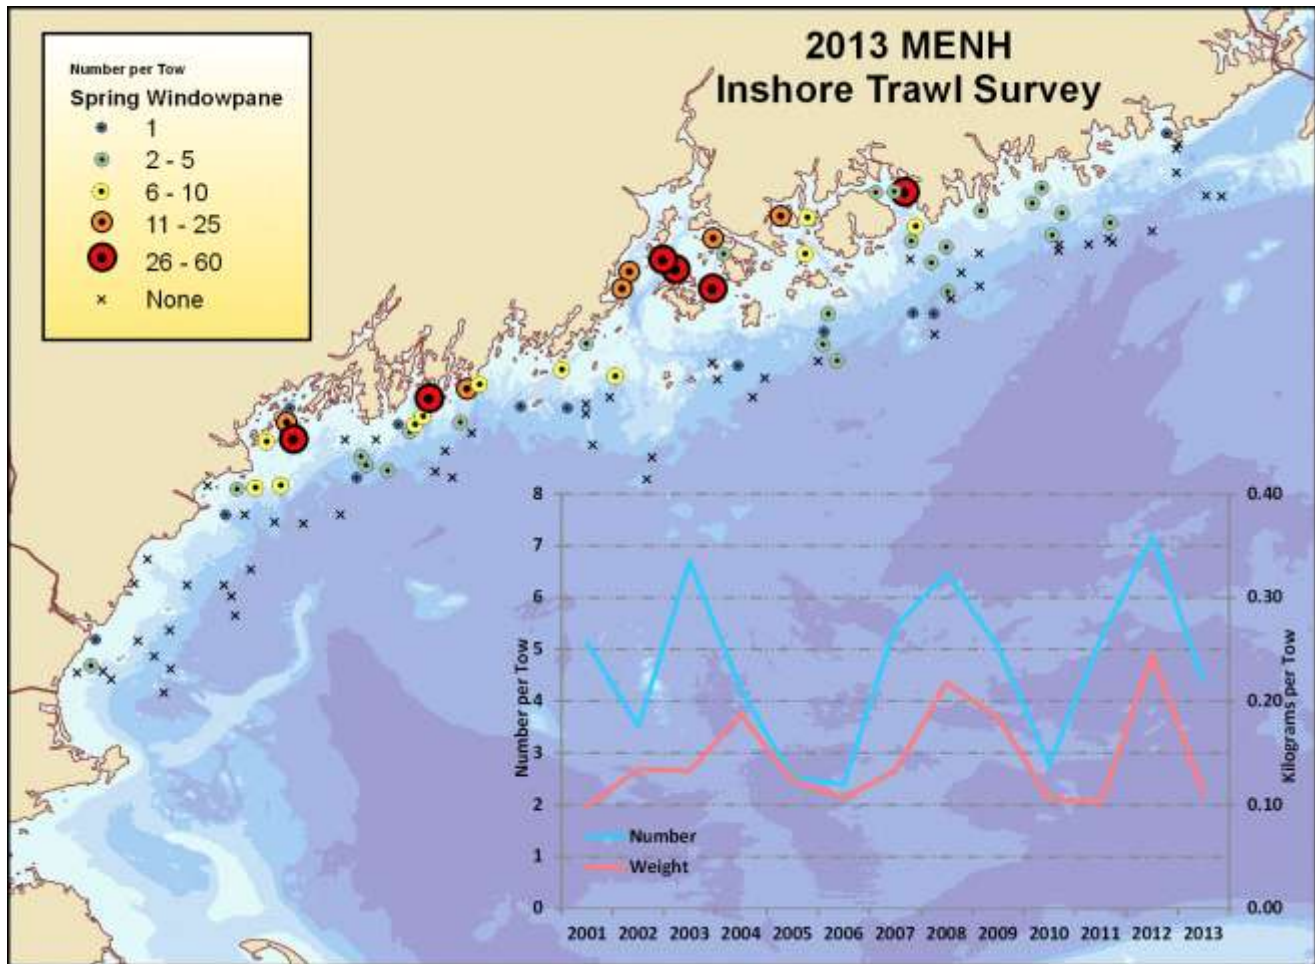 2013 MENH
Inshore Trawl Survey
Number per Tow
Spring Windowpane
1
2 - 5
6 - 10
11 - 25
26 - 60
None
8
7
6
5
4
3
2
1
0
Number per Tow
0.40
0.30
0.20
0.10
0.00
Kilograms per Tow
Number
Weight
2001 2002 2003 2004 2005 2006 2007 2008 2009 2010 2011 2012 2013